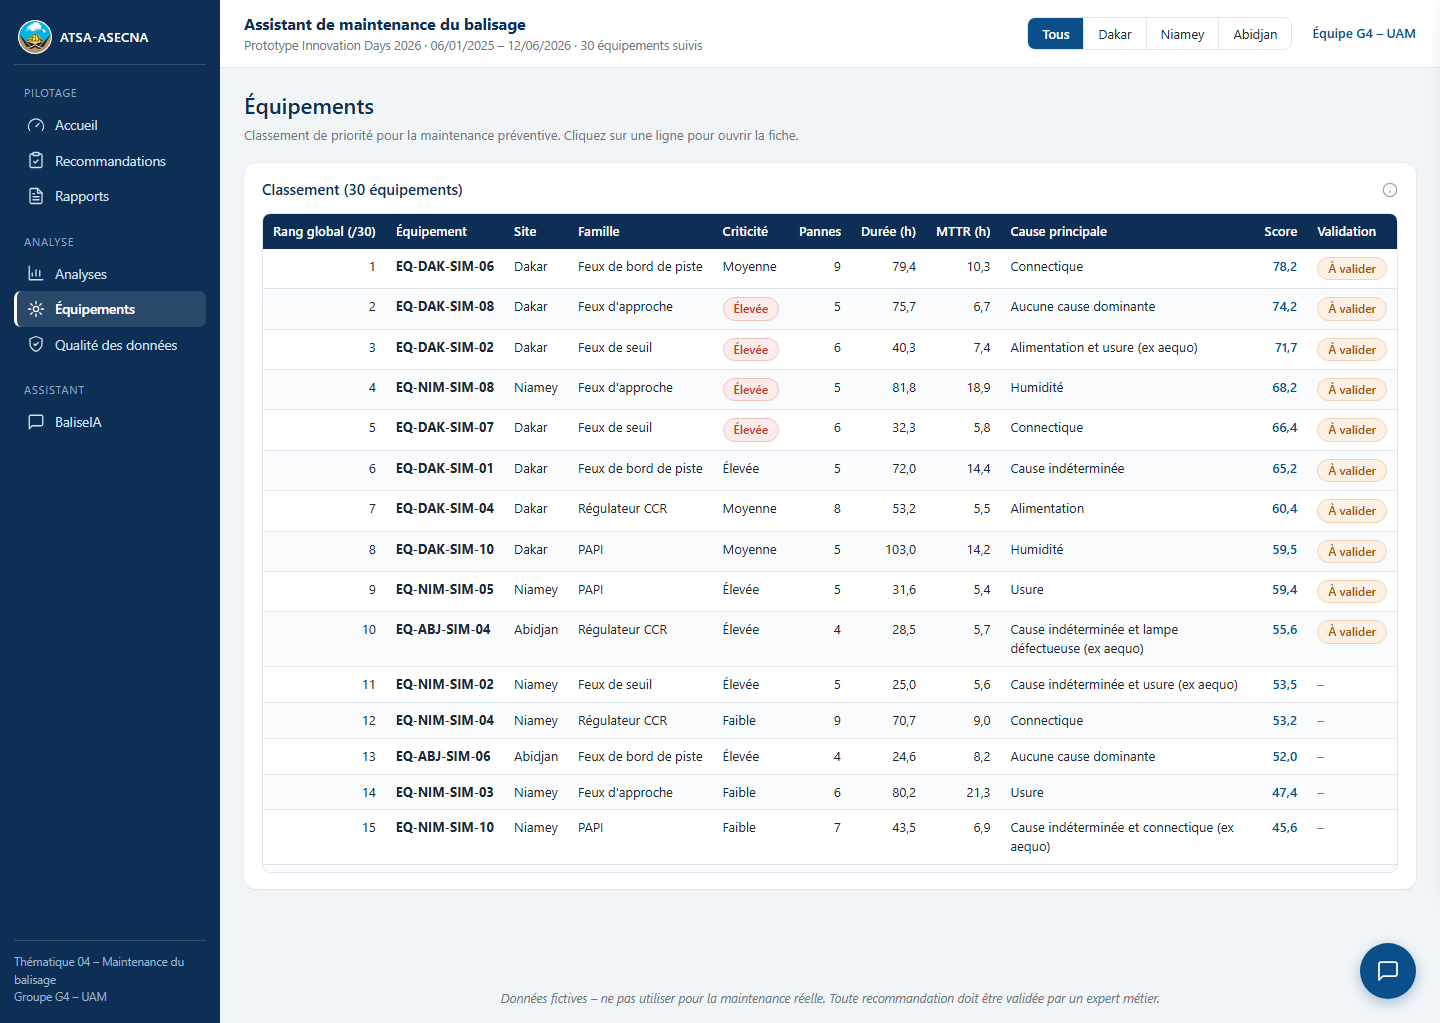 ATSA-ASECNA
PILOTAGE
Accueil
Recommandations
Rapports
ANALYSE
Analyses
Équipements
Qualité des données
ASSISTANT
BaliseIA
Thématique 04 – Maintenance du
balisage
Groupe G4 – UAM
Assistant de maintenance du balisage
Prototype Innovation Days 2026 · 06/01/2025 – 12/06/2026 · 30 équipements suivis
Tous Dakar Niamey Abidjan Équipe G4 – UAM
Équipements
Classement de priorité pour la maintenance préventive. Cliquez sur une ligne pour ouvrir la fiche.
Classement (30 équipements)
Rang global (/30) Équipement Site Famille Criticité Pannes Durée (h) MTTR (h) Cause principale Score Validation
1 EQ-DAK-SIM-06 Dakar Feux de bord de piste Moyenne 9 79,4 10,3 Connectique 78,2 À valider
2 EQ-DAK-SIM-08 Dakar Feux d'approche Élevée 5 75,7 6,7 Aucune cause dominante 74,2 À valider
3 EQ-DAK-SIM-02 Dakar Feux de seuil Élevée 6 40,3 7,4 Alimentation et usure (ex aequo) 71,7 À valider
4 EQ-NIM-SIM-08 Niamey Feux d'approche Élevée 5 81,8 18,9 Humidité 68,2 À valider
5 EQ-DAK-SIM-07 Dakar Feux de seuil Élevée 6 32,3 5,8 Connectique 66,4 À valider
6 EQ-DAK-SIM-01 Dakar Feux de bord de piste Élevée 5 72,0 14,4 Cause indéterminée 65,2 À valider
7 EQ-DAK-SIM-04 Dakar Régulateur CCR Moyenne 8 53,2 5,5 Alimentation 60,4 À valider
8 EQ-DAK-SIM-10 Dakar PAPI Moyenne 5 103,0 14,2 Humidité 59,5 À valider
9 EQ-NIM-SIM-05 Niamey PAPI Élevée 5 31,6 5,4 Usure 59,4 À valider
10 EQ-ABJ-SIM-04 Abidjan Régulateur CCR Élevée 4 28,5 5,7 Cause indéterminée et lampe 55,6 À valider
défectueuse (ex aequo)
11 EQ-NIM-SIM-02 Niamey Feux de seuil Élevée 5 25,0 5,6 Cause indéterminée et usure (ex aequo) 53,5 –
12 EQ-NIM-SIM-04 Niamey Régulateur CCR Faible 9 70,7 9,0 Connectique 53,2 –
13 EQ-ABJ-SIM-06 Abidjan Feux de bord de piste Élevée 4 24,6 8,2 Aucune cause dominante 52,0 –
14 EQ-NIM-SIM-03 Niamey Feux d'approche Faible 6 80,2 21,3 Usure 47,4 –
15 EQ-NIM-SIM-10 Niamey PAPI Faible 7 43,5 6,9 Cause indéterminée et connectique (ex 45,6 –
aequo)
Données fictives – ne pas utiliser pour la maintenance réelle. Toute recommandation doit être validée par un expert métier.